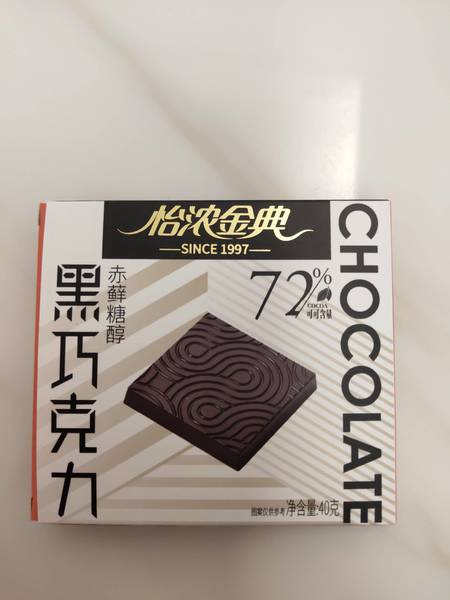 怡浓金典
SINCE 1997
72%
COCOA
可可含量
赤藓糖醇
黑巧克力
CHOCOLATE
图案仅供参考 净含量:40克